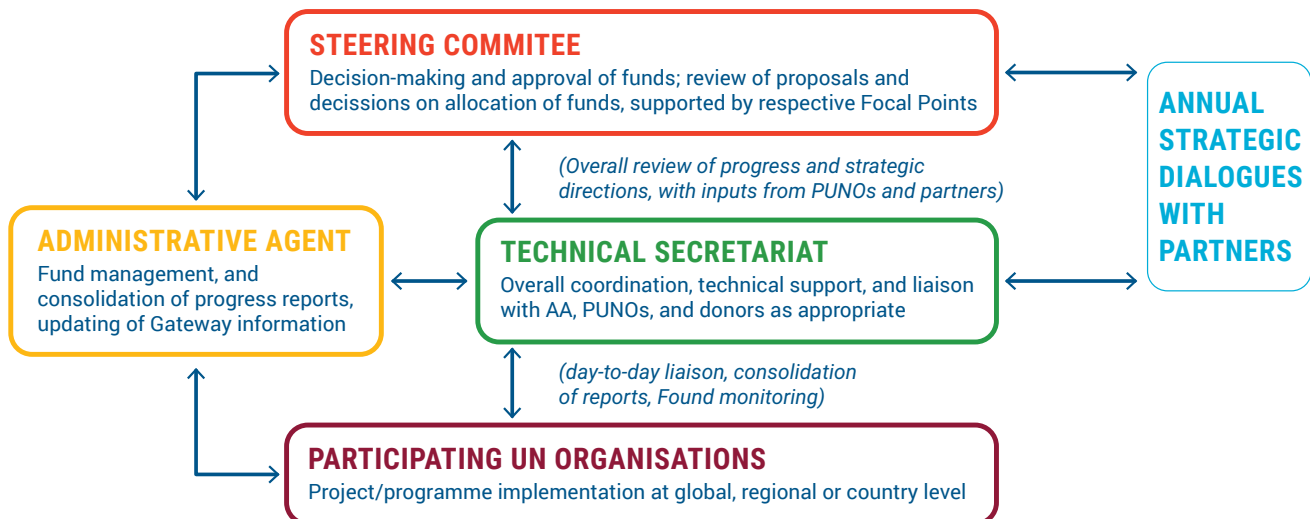 STEERING COMMITEE
Decision-making and approval of funds; review of proposals and
decissions on allocation of funds, supported by respective Focal Points
ANNUAL
STRATEGIC
DIALOGUES
WITH
PARTNERS
(Overall review of progress and strategic
directions, with inputs from PUNOs and partners)
ADMINISTRATIVE AGENT
Fund management, and
consolidation of progress reports,
updating of Gateway information
TECHNICAL SECRETARIAT
Overall coordination, technical support, and liaison
with AA, PUNOs, and donors as appropriate
(day-to-day liaison, consolidation
of reports, Found monitoring)
PARTICIPATING UN ORGANISATIONS
Project/programme implementation at global, regional or country level